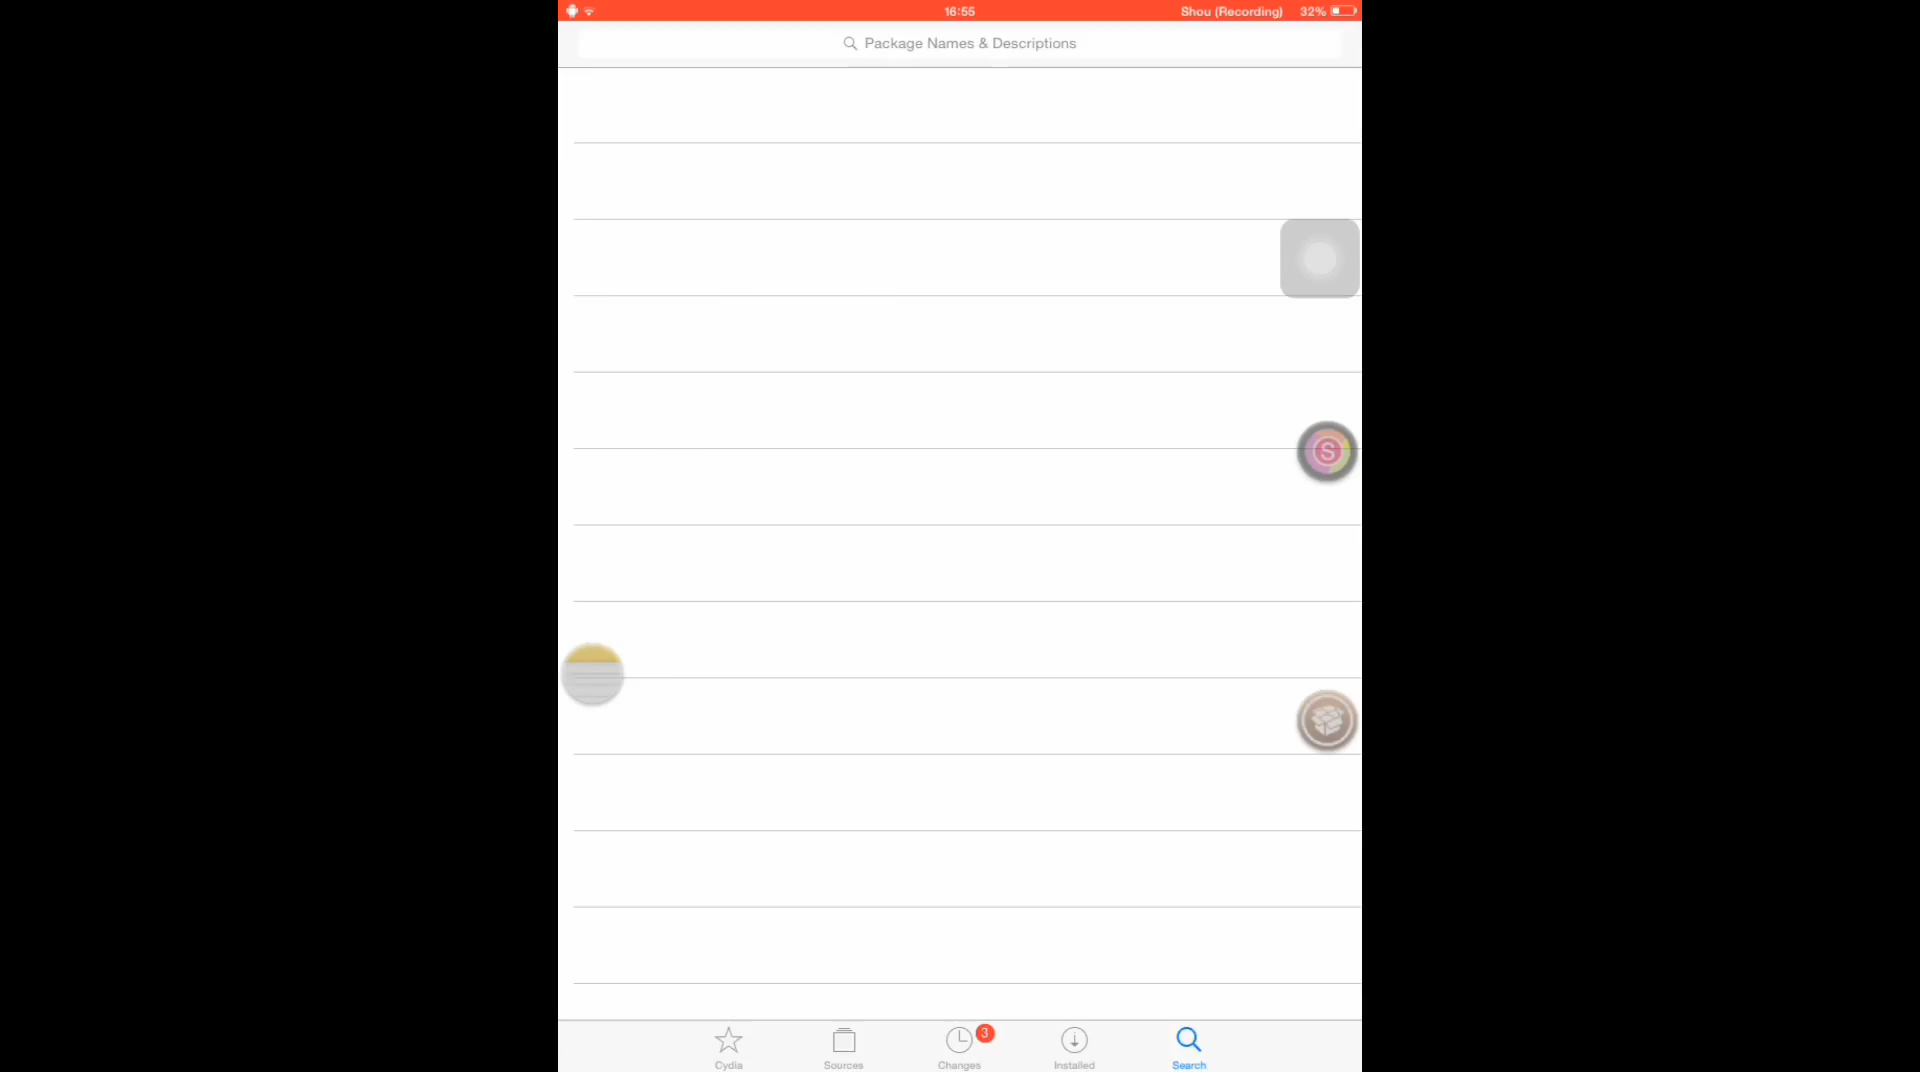 16:55
Shou (Recording) 32%
Package Names & Descriptions
S
3
Cydia
Sources
Changes
Installed
Search